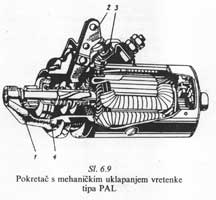 2
3
1
4
Sl. 6.9
Pokretač s mehaničkim uklapanjem vretenke
tipa PAL